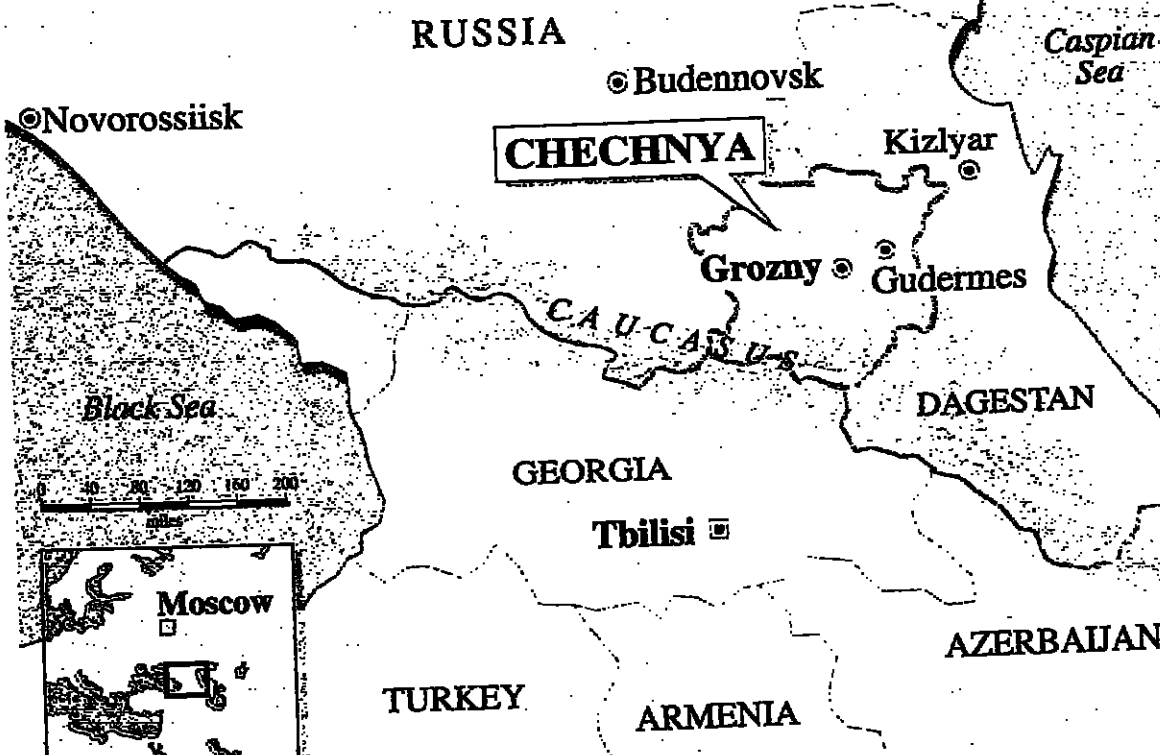 RUSSIA
Caspian
Sea
Budennovsk
Novorossiisk
Kizlyar
CHECHNYA
Grozny
Gudermes
CAUCASUS
Black Sea
DAGESTAN
GEORGIA
0 40 80 120 160 200
miles
Tbilisi
Moscow
AZERBAIJAN
TURKEY
ARMENIA